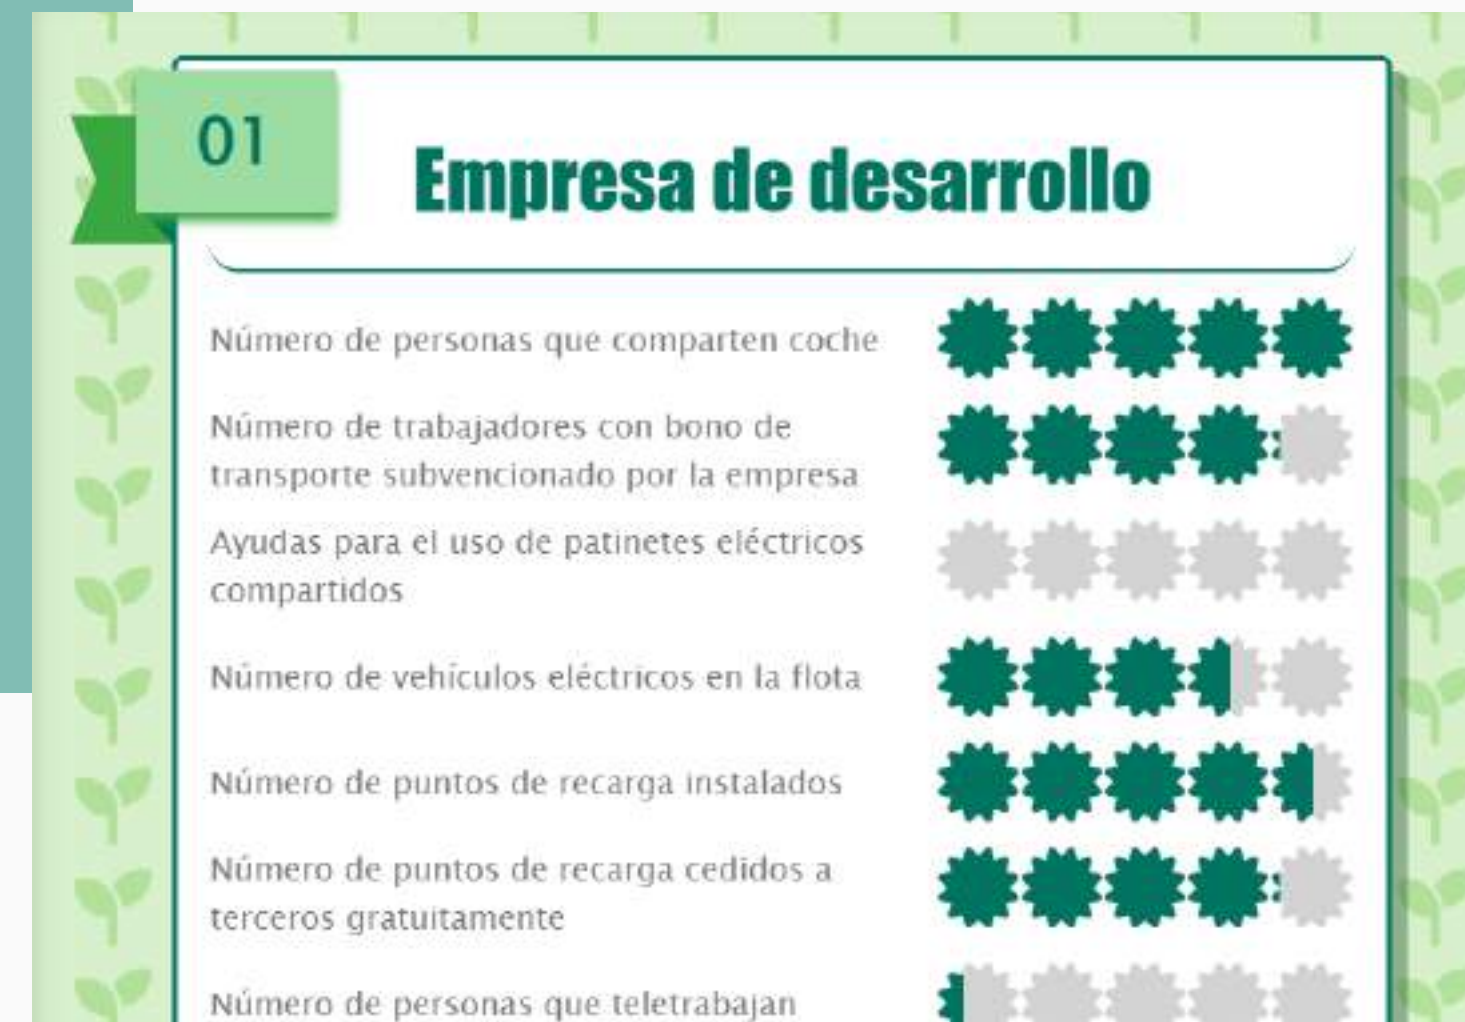 01
Empresa de desarrollo
Número de personas que comparten coche
Número de trabajadores con bono de
transporte subvencionado por la empresa
Ayudas para el uso de patinetes eléctricos
compartidos
Número de vehículos eléctricos en la flota
Número de puntos de recarga instalados
Número de puntos de recarga cedidos a
terceros gratuitamente
Número de personas que teletrabajan